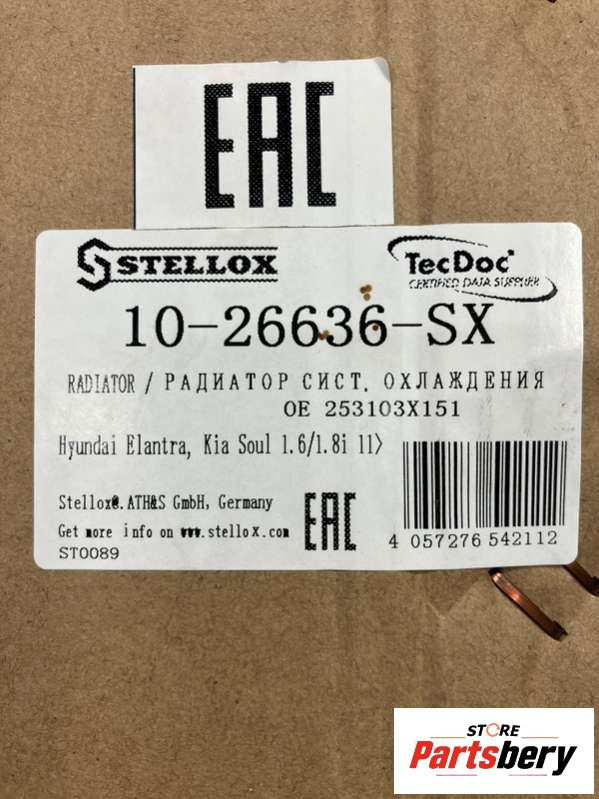 EAC
STELLOX
TecDoc
CERTIFIED DATA SUPPLIER
10-26636-SX
RADIATOR / РАДИАТОР СИСТ. ОХЛАЖДЕНИЯ
OE 253103X151
Hyundai Elantra, Kia Soul 1.6/1.8i 11>
Stellox®.ATH&S GmbH, Germany
Get more info on www.stellox.com
ST0089
EAC
4 057276 542112
STORE
Partsbery